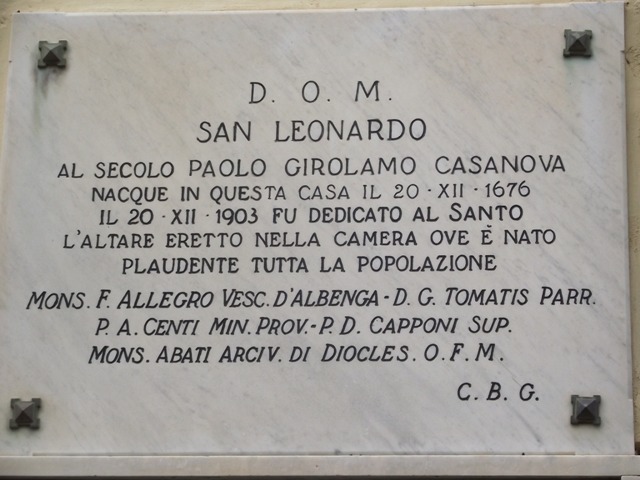 D. O. M.
SAN LEONARDO
AL SECOLO PAOLO GIROLAMO CASANOVA
NACQUE IN QUESTA CASA IL 20 · XII · 1676
IL 20 · XII · 1903 FU DEDICATO AL SANTO
L'ALTARE ERETTO NELLA CAMERA OVE È NATO
PLAUDENTE TUTTA LA POPOLAZIONE
MONS. F. ALLEGRO VESC. D'ALBENGA - D. G. TOMATIS PARR.
P. A. CENTI MIN. PROV. - P. D. CAPPONI SUP.
MONS. ABATI ARCIV. DI DIOCLES. O. F. M.
C. B. G.